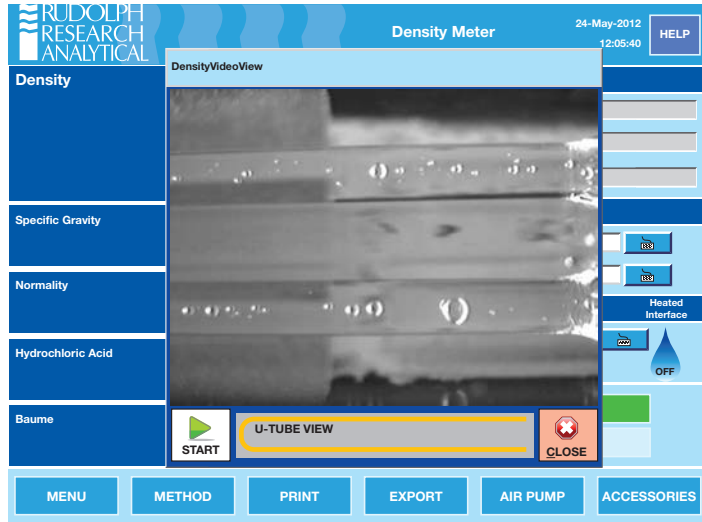 RUDOLPH
RESEARCH
ANALYTICAL
Density Meter
24-May-2012
12:05:40
HELP
DensityVideoView
Density
Specific Gravity
Normality
Hydrochloric Acid
Baume
Heated
Interface
OFF
START
U-TUBE VIEW
CLOSE
MENU
METHOD
PRINT
EXPORT
AIR PUMP
ACCESSORIES